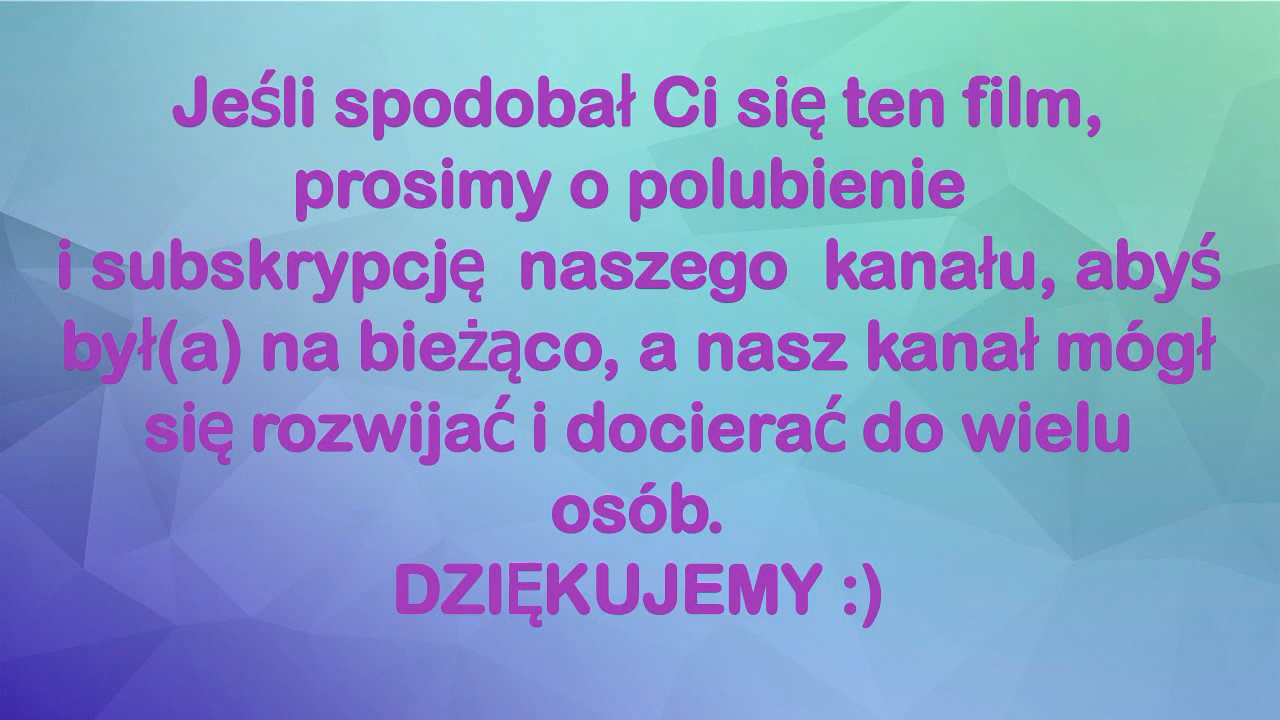 Jeśli spodobał Ci się ten film,
prosimy o polubienie
i subskrypcję naszego kanału, abyś
był(a) na bieżąco, a nasz kanał mógł
się rozwijać i docierać do wielu
osób.
DZIĘKUJEMY :)